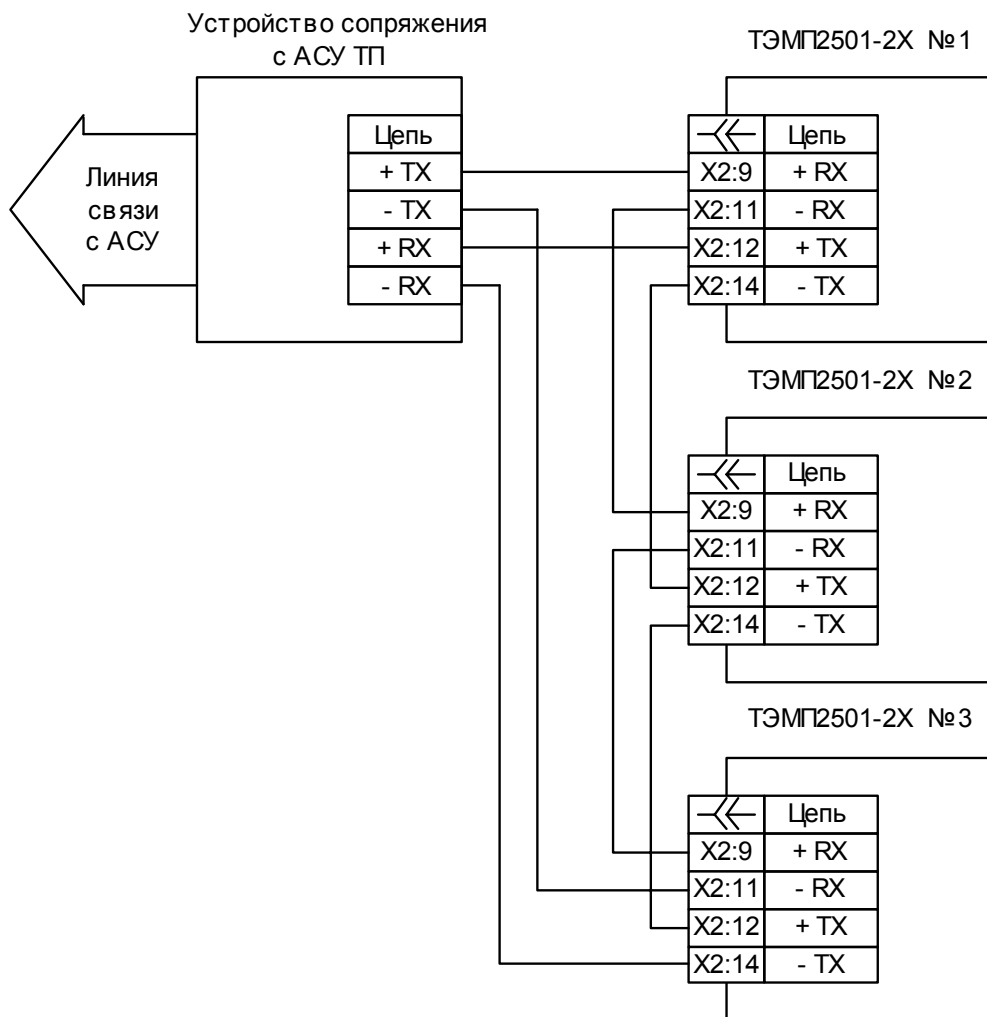 Устройство сопряжения
с АСУ ТП
Линия
связи
с АСУ
Цепь
+ TX
- TX
+ RX
- RX
ТЭМП2501-2X №1
Цепь
X2:9 + RX
X2:11 - RX
X2:12 + TX
X2:14 - TX
ТЭМП2501-2X №2
Цепь
X2:9 + RX
X2:11 - RX
X2:12 + TX
X2:14 - TX
ТЭМП2501-2X №3
Цепь
X2:9 + RX
X2:11 - RX
X2:12 + TX
X2:14 - TX